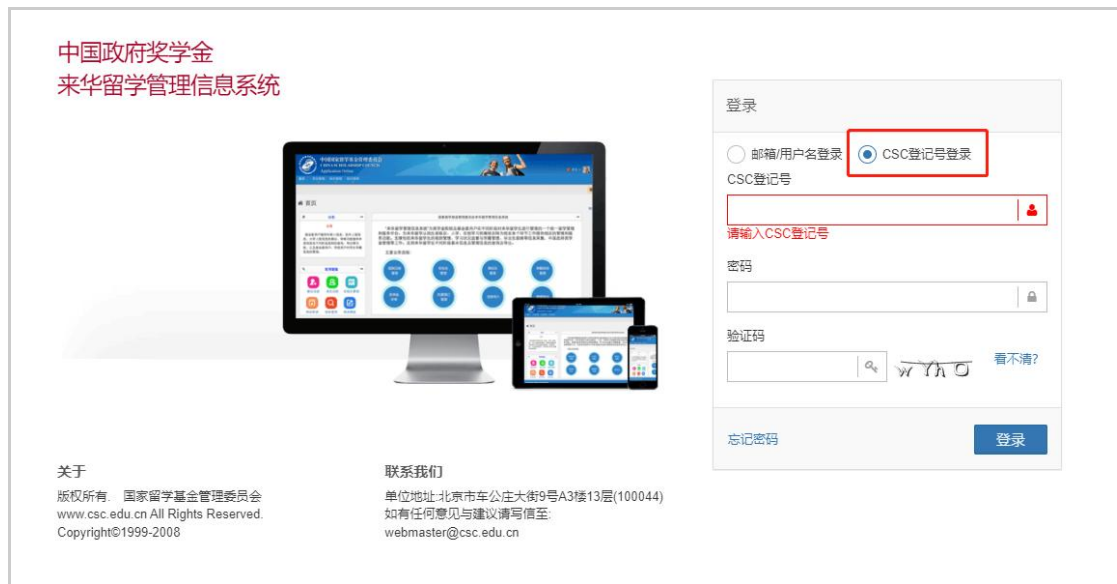 中国政府奖学金
来华留学管理信息系统
登录
邮箱/用户名登录
CSC登记号登录
CSC登记号
请输入CSC登记号
密码
验证码
w Yh O
看不清?
忘记密码
登录
首页
关于
版权所有. 国家留学基金管理委员会
www.csc.edu.cn All Rights Reserved.
Copyright©1999-2008
联系我们
单位地址:北京市车公庄大街9号A3楼13层(100044)
如有任何意见与建议请写信至:
webmaster@csc.edu.cn